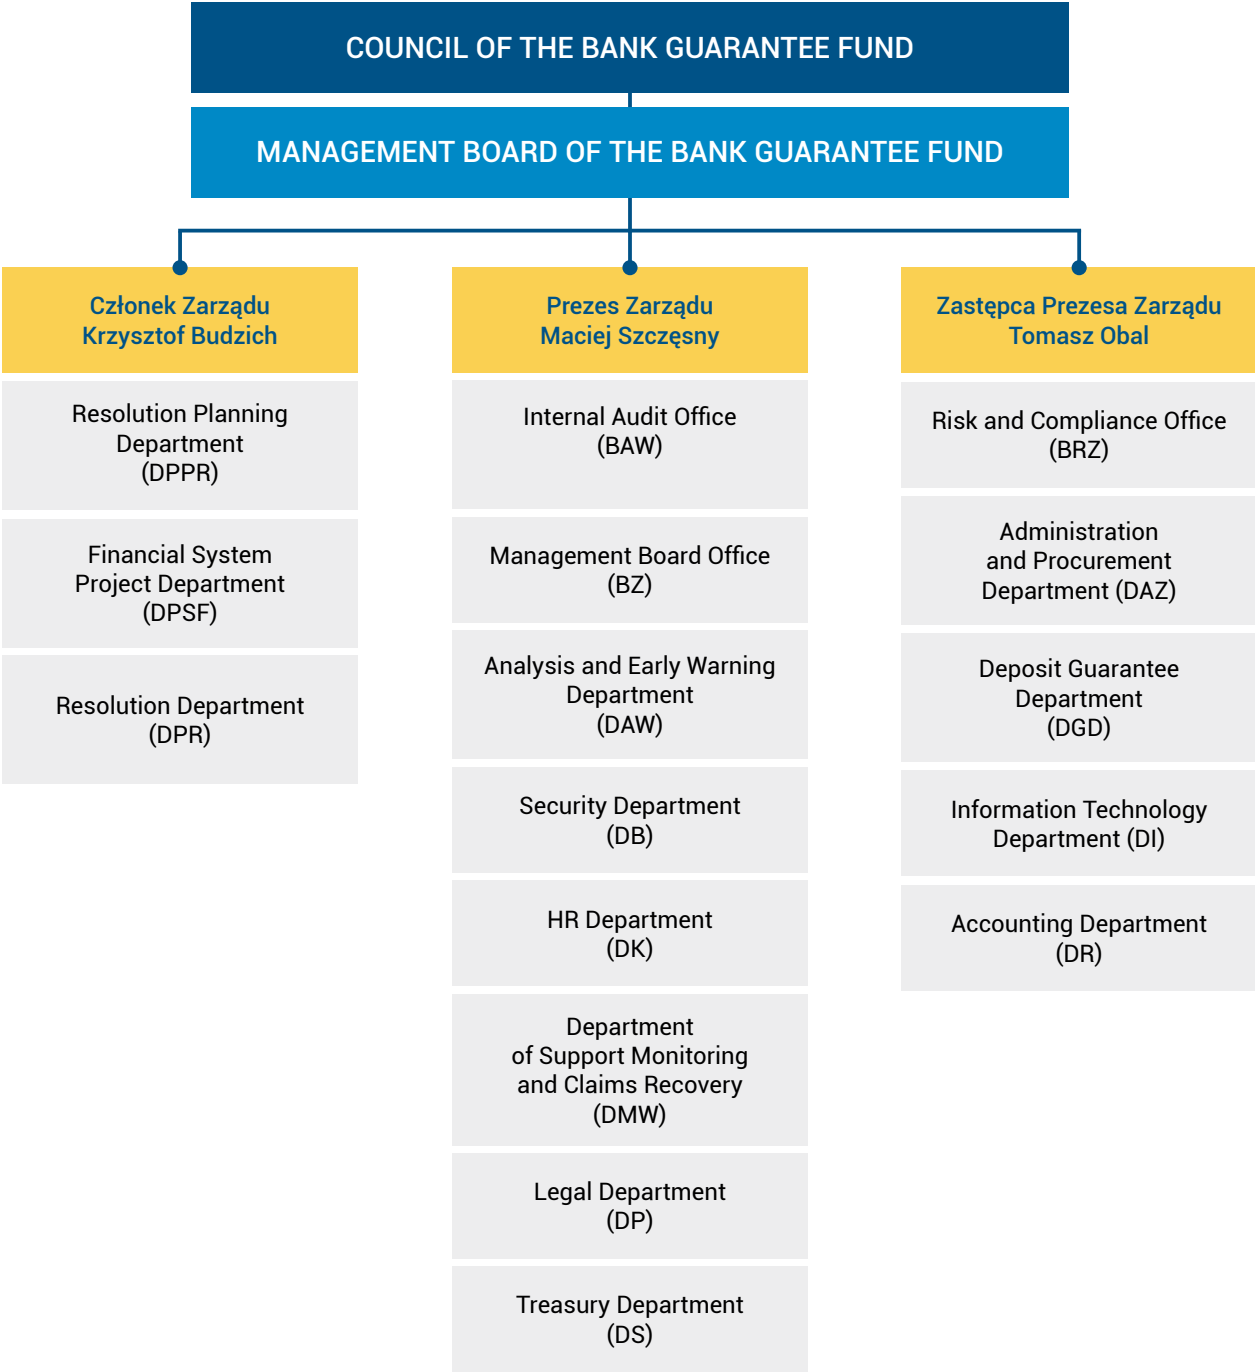 COUNCIL OF THE BANK GUARANTEE FUND
MANAGEMENT BOARD OF THE BANK GUARANTEE FUND
Członek Zarządu
Krzysztof Budzich
Resolution Planning
Department
(DPPR)
Financial System
Project Department
(DPSF)
Resolution Department
(DPR)
Prezes Zarządu
Maciej Szczęsny
Internal Audit Office
(BAW)
Management Board Office
(BZ)
Analysis and Early Warning
Department
(DAW)
Security Department
(DB)
HR Department
(DK)
Department
of Support Monitoring
and Claims Recovery
(DMW)
Legal Department
(DP)
Treasury Department
(DS)
Zastępca Prezesa Zarządu
Tomasz Obal
Risk and Compliance Office
(BRZ)
Administration
and Procurement
Department (DAZ)
Deposit Guarantee
Department
(DGD)
Information Technology
Department (DI)
Accounting Department
(DR)